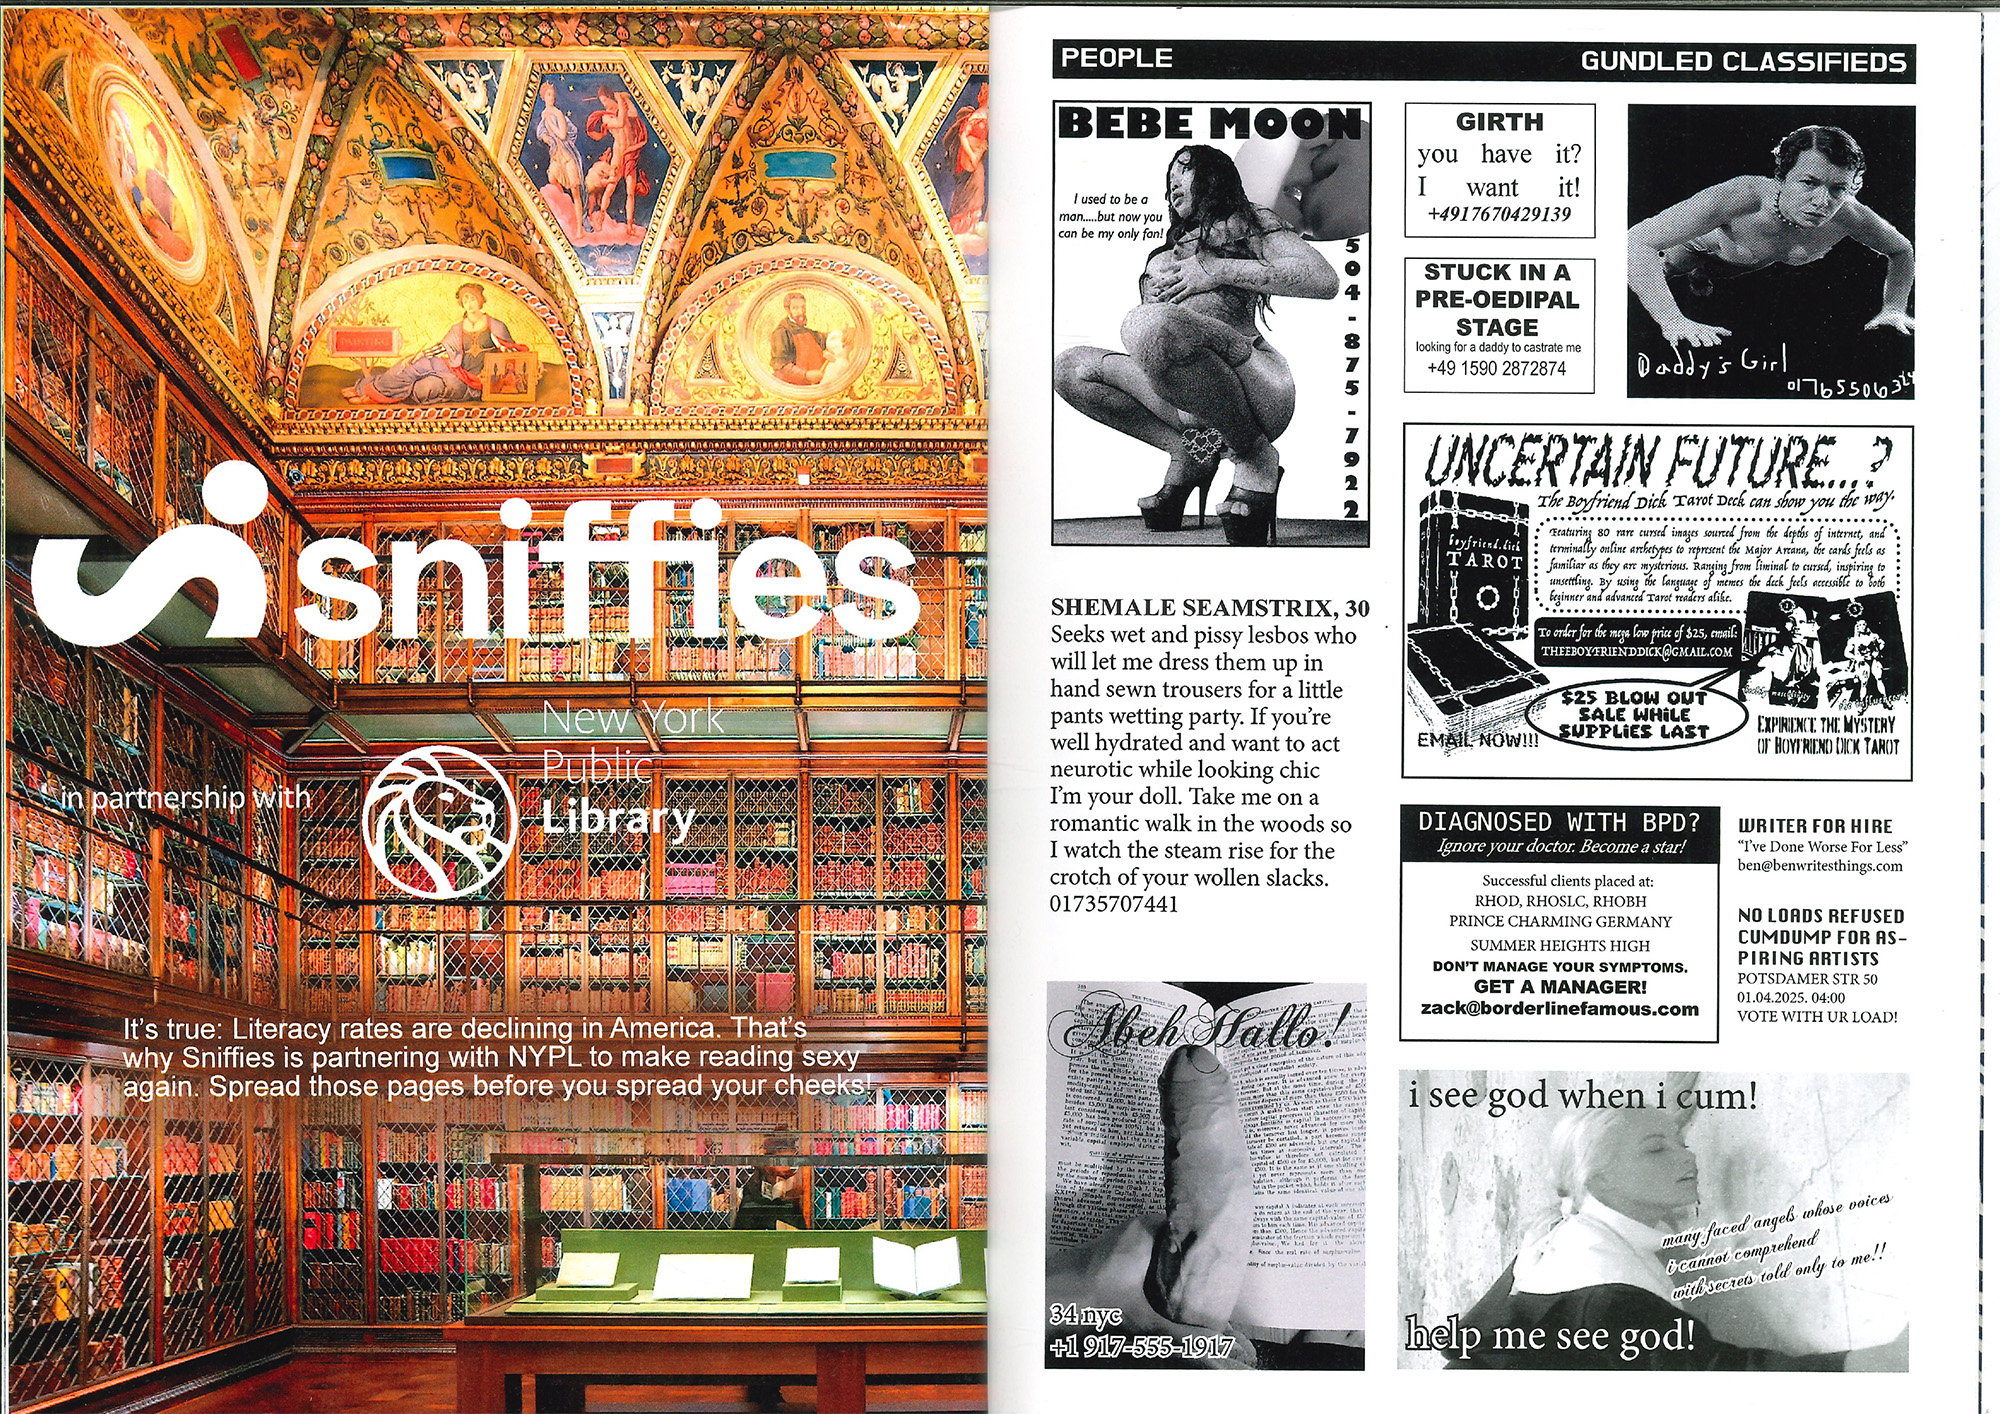 sniffies
in partnership with
New York
Public
Library
It's true: Literacy rates are declining in America. That's
why Sniffies is partnering with NYPL to make reading sexy
again. Spread those pages before you spread your cheeks!
PAINTING
PEOPLE
GUNDLED CLASSIFIEDS
BEBE MOON
I used to be a
man.....but now you
can be my only fan!
504-875-7922
SHEMALE SEAMSTRIX, 30
Seeks wet and pissy lesbos who
will let me dress them up in
hand sewn trousers for a little
pants wetting party. If you're
well hydrated and want to act
neurotic while looking chic
I'm your doll. Take me on a
romantic walk in the woods so
I watch the steam rise for the
crotch of your wollen slacks.
01735707441
Abeh Hallo!
34 nyc
+1 917-555-1917
GIRTH
you have it?
I want it!
+4917670429139
STUCK IN A
PRE-OEDIPAL
STAGE
looking for a daddy to castrate me
+49 1590 2872874
Daddy's Girl
UNCERTAIN FUTURE...?
The Boyfriend Dick Tarot Deck can show you the way.
Featuring 80 rare cursed images sourced from the depths of internet, and
terminally online archetypes to represent the Major Arcana, the cards feels as
familiar as they are mysterious. Ranging from liminal to cursed, inspiring to
unsettling. By using the language of memes the deck feels accessible to both
beginner and advanced Tarot readers alike.
boyfriend.dick
TAROT
To order for the mega low price of $25, email:
THEEBOYFRIENDDICK@GMAIL.COM
$25 BLOW OUT
SALE WHILE
SUPPLIES LAST
EMAIL NOW!!!
EXPIRIENCE THE MYSTERY
OF BOYFRIEND DICK TAROT
DIAGNOSED WITH BPD?
Ignore your doctor. Become a star!
Successful clients placed at:
RHOD, RHOSLC, RHOBH
PRINCE CHARMING GERMANY
SUMMER HEIGHTS HIGH
DON'T MANAGE YOUR SYMPTOMS.
GET A MANAGER!
zack@borderlinefamous.com
WRITER FOR HIRE
"I've Done Worse For Less"
ben@benwritesthings.com
NO LOADS REFUSED
CUMDUMP FOR AS-
PIRING ARTISTS
POTSDAMER STR 50
01.04.2025. 04:00
VOTE WITH UR LOAD!
i see god when i cum!
many faced angels whose voices
i cannot comprehend
with secrets told only to me!!
help me see god!